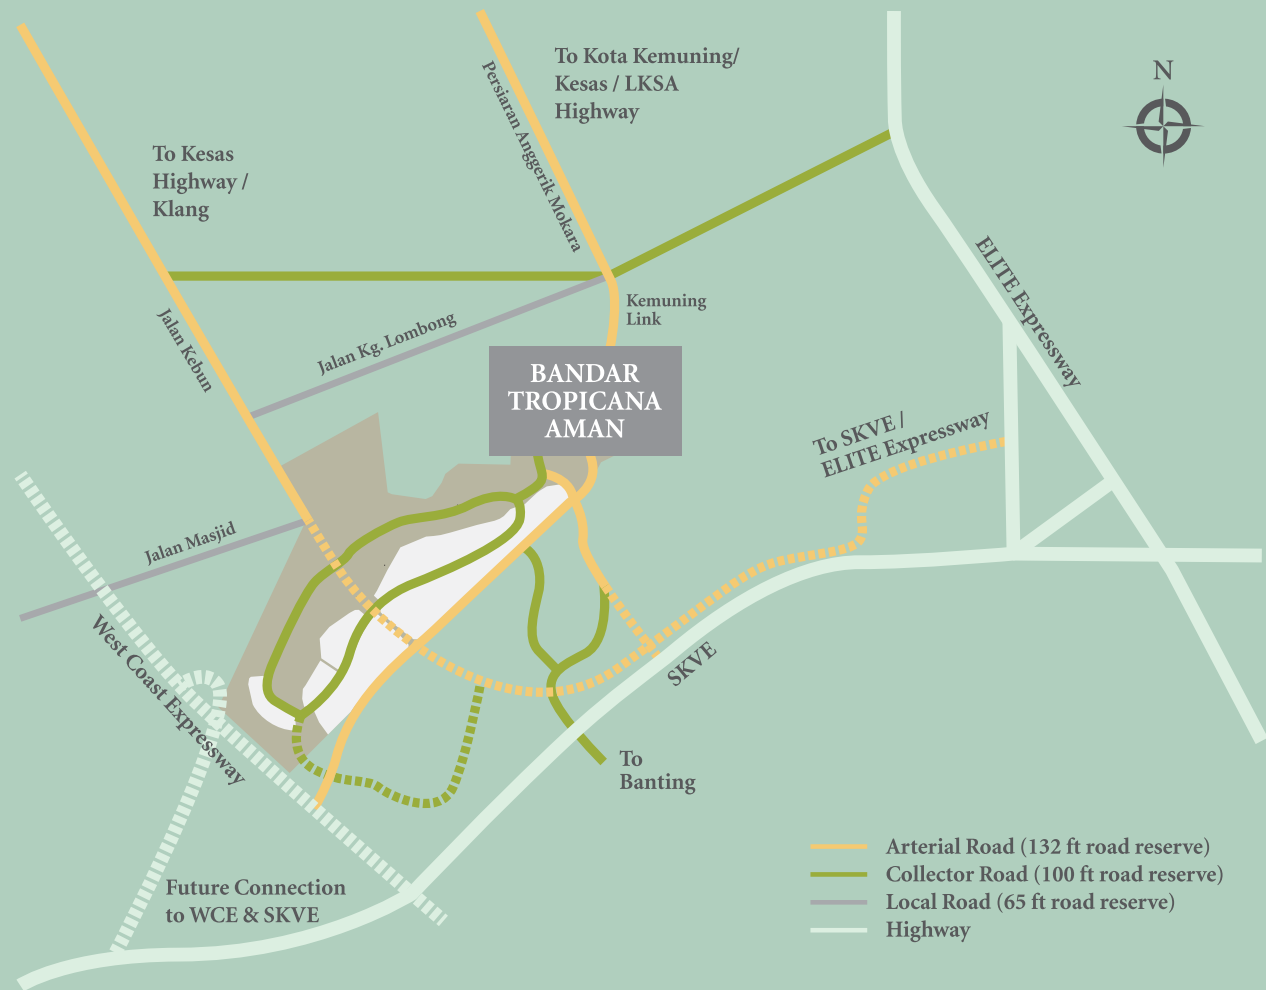 To Kota Kemuning/
Kesas / LKSA
Highway
N
Persiaran Anggerik Mokara
To Kesas
Highway /
Klang
ELITE Expressway
Kemuning
Link
Jalan Kebun
Jalan Kg. Lombong
BANDAR
TROPICANA
AMAN
To SKVE /
ELITE Expressway
Jalan Masjid
West Coast Expressway
SKVE
To
Banting
Future Connection
to WCE & SKVE
Arterial Road (132 ft road reserve)
Collector Road (100 ft road reserve)
Local Road (65 ft road reserve)
Highway